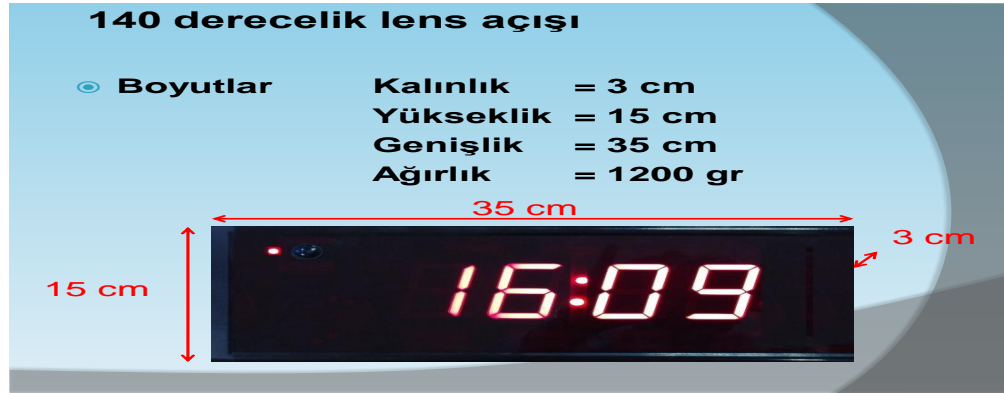 140 derecelik lens açışı
Boyutlar Kalınlık = 3 cm
Yükseklik = 15 cm
Genişlik = 35 cm
Ağırlık = 1200 gr
35 cm
3 cm
15 cm
16:09